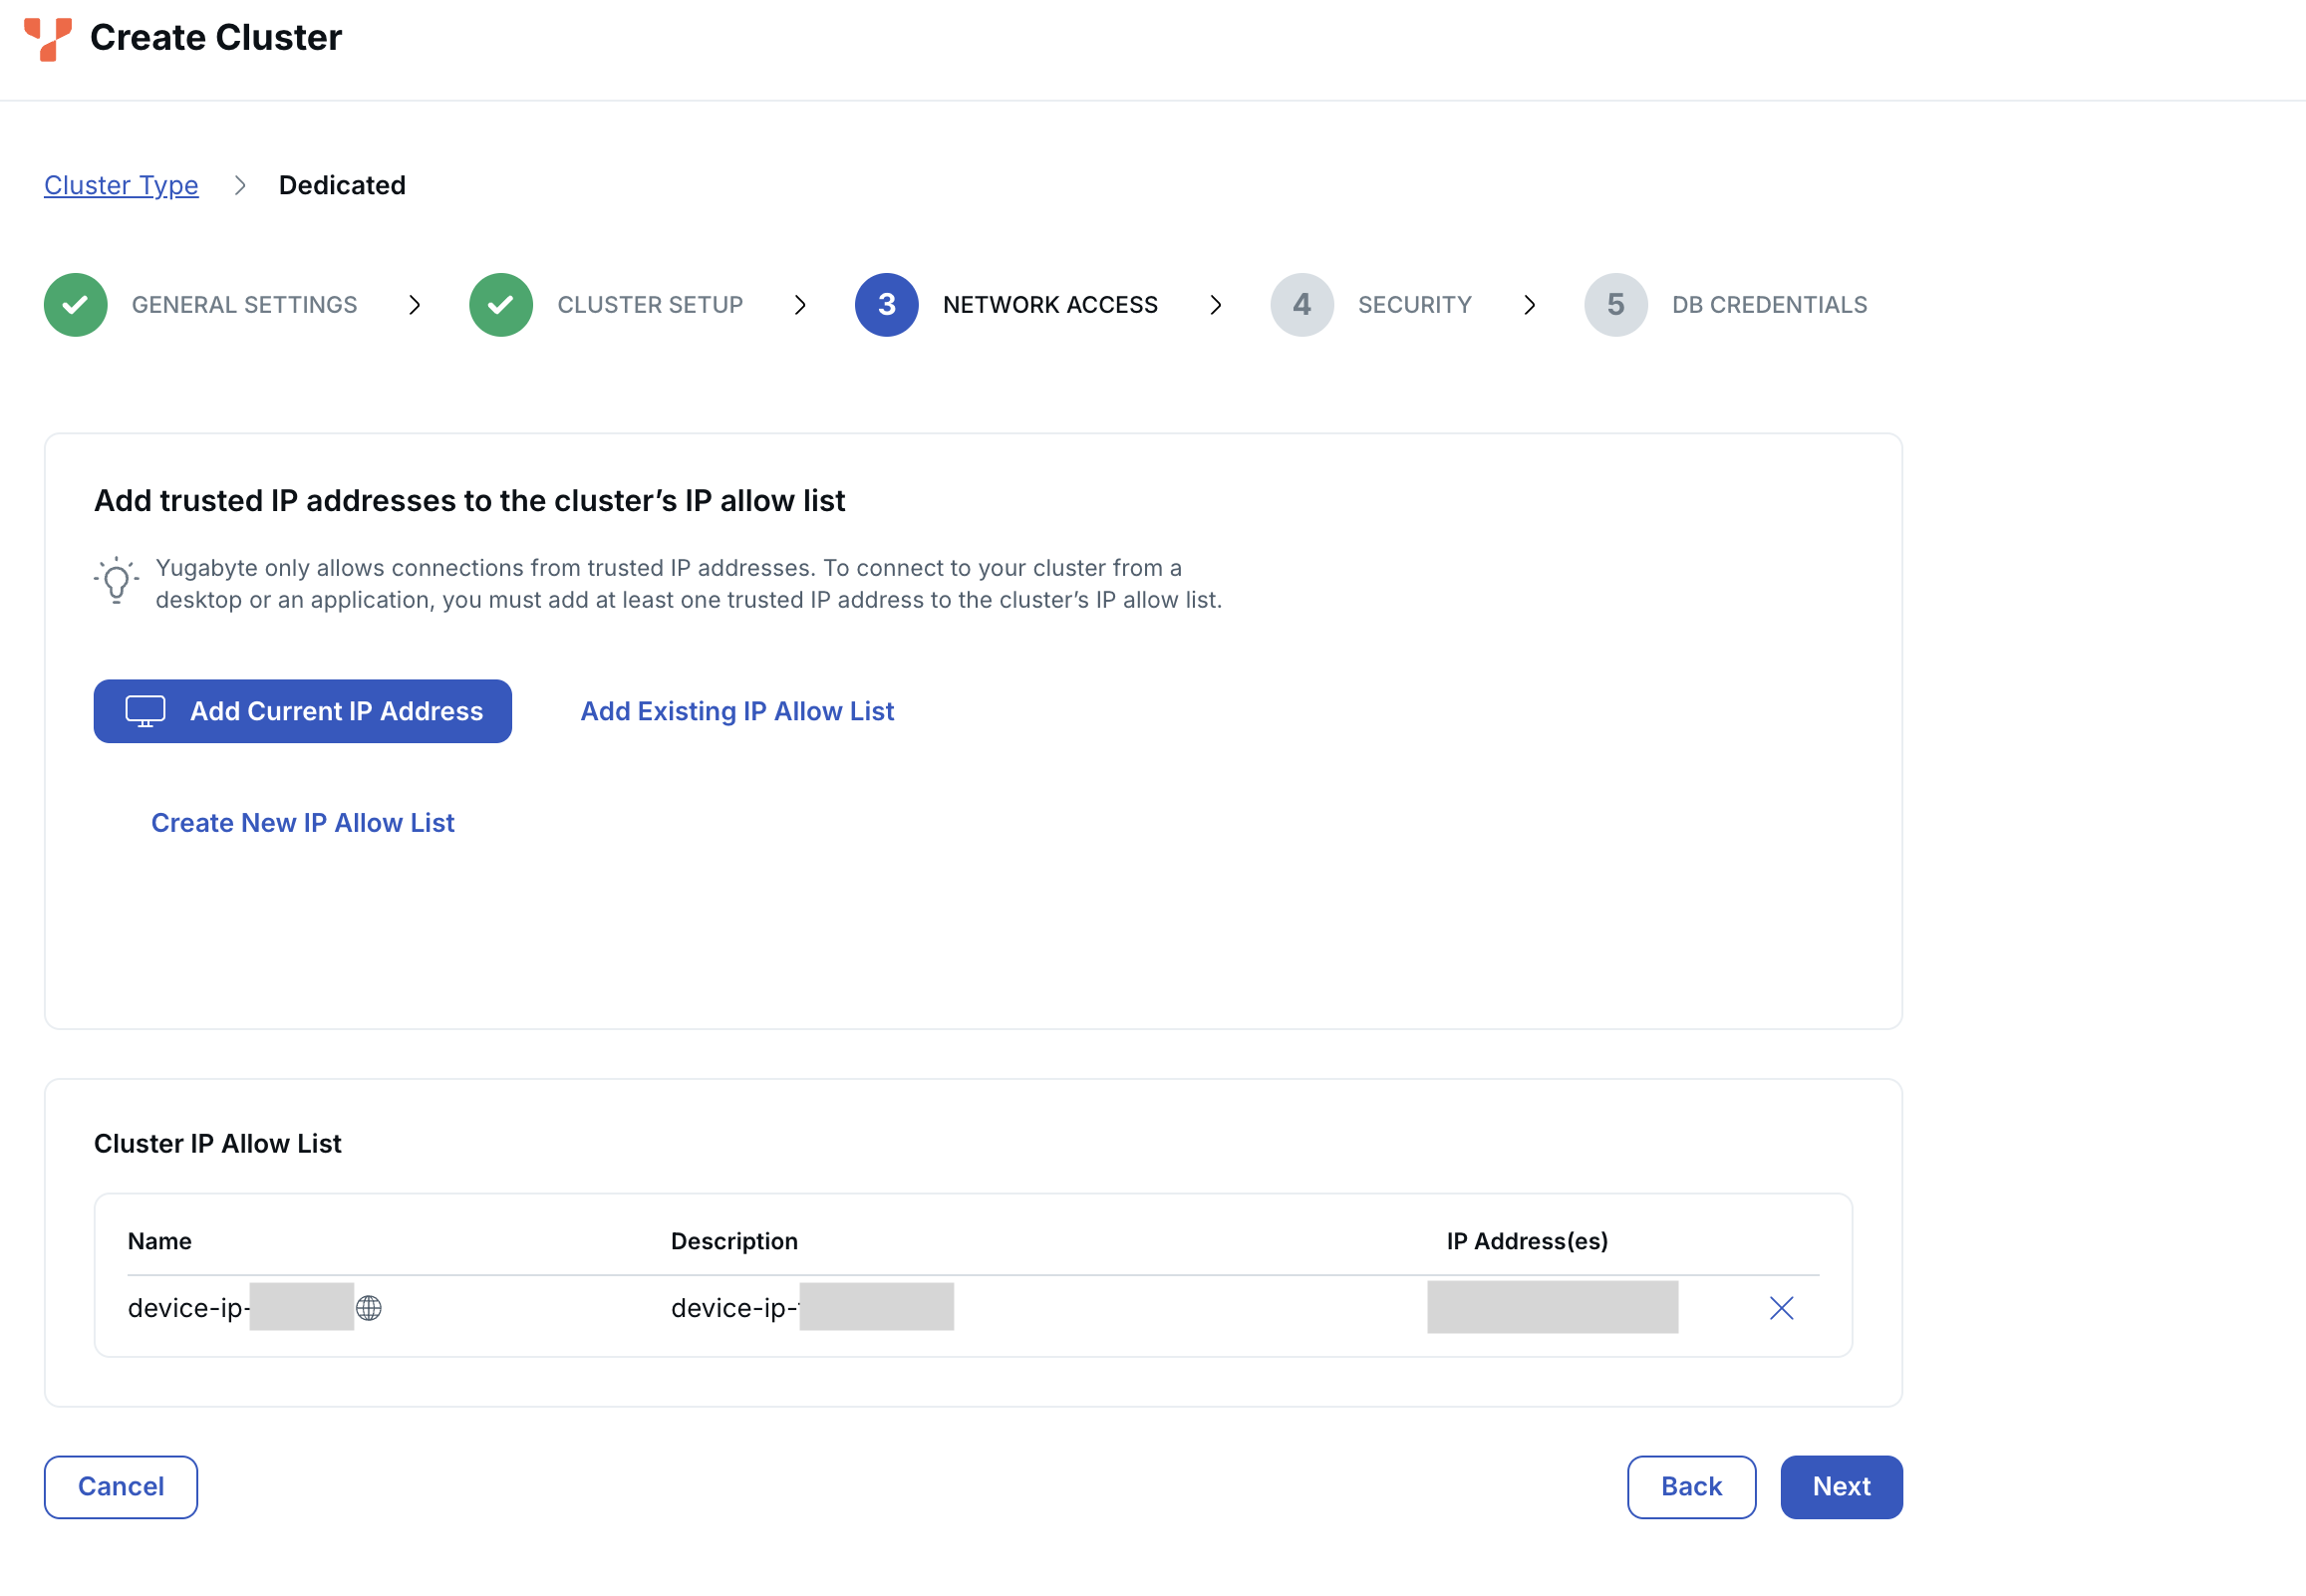 Create Cluster
Cluster Type > Dedicated
GENERAL SETTINGS > CLUSTER SETUP > 3 NETWORK ACCESS > 4 SECURITY > 5 DB CREDENTIALS
Add trusted IP addresses to the cluster’s IP allow list
Yugabyte only allows connections from trusted IP addresses. To connect to your cluster from a
desktop or an application, you must add at least one trusted IP address to the cluster’s IP allow list.
Add Current IP Address Add Existing IP Allow List
Create New IP Allow List
Cluster IP Allow List
Name Description IP Address(es)
device-ip- device-ip-
Cancel Back Next